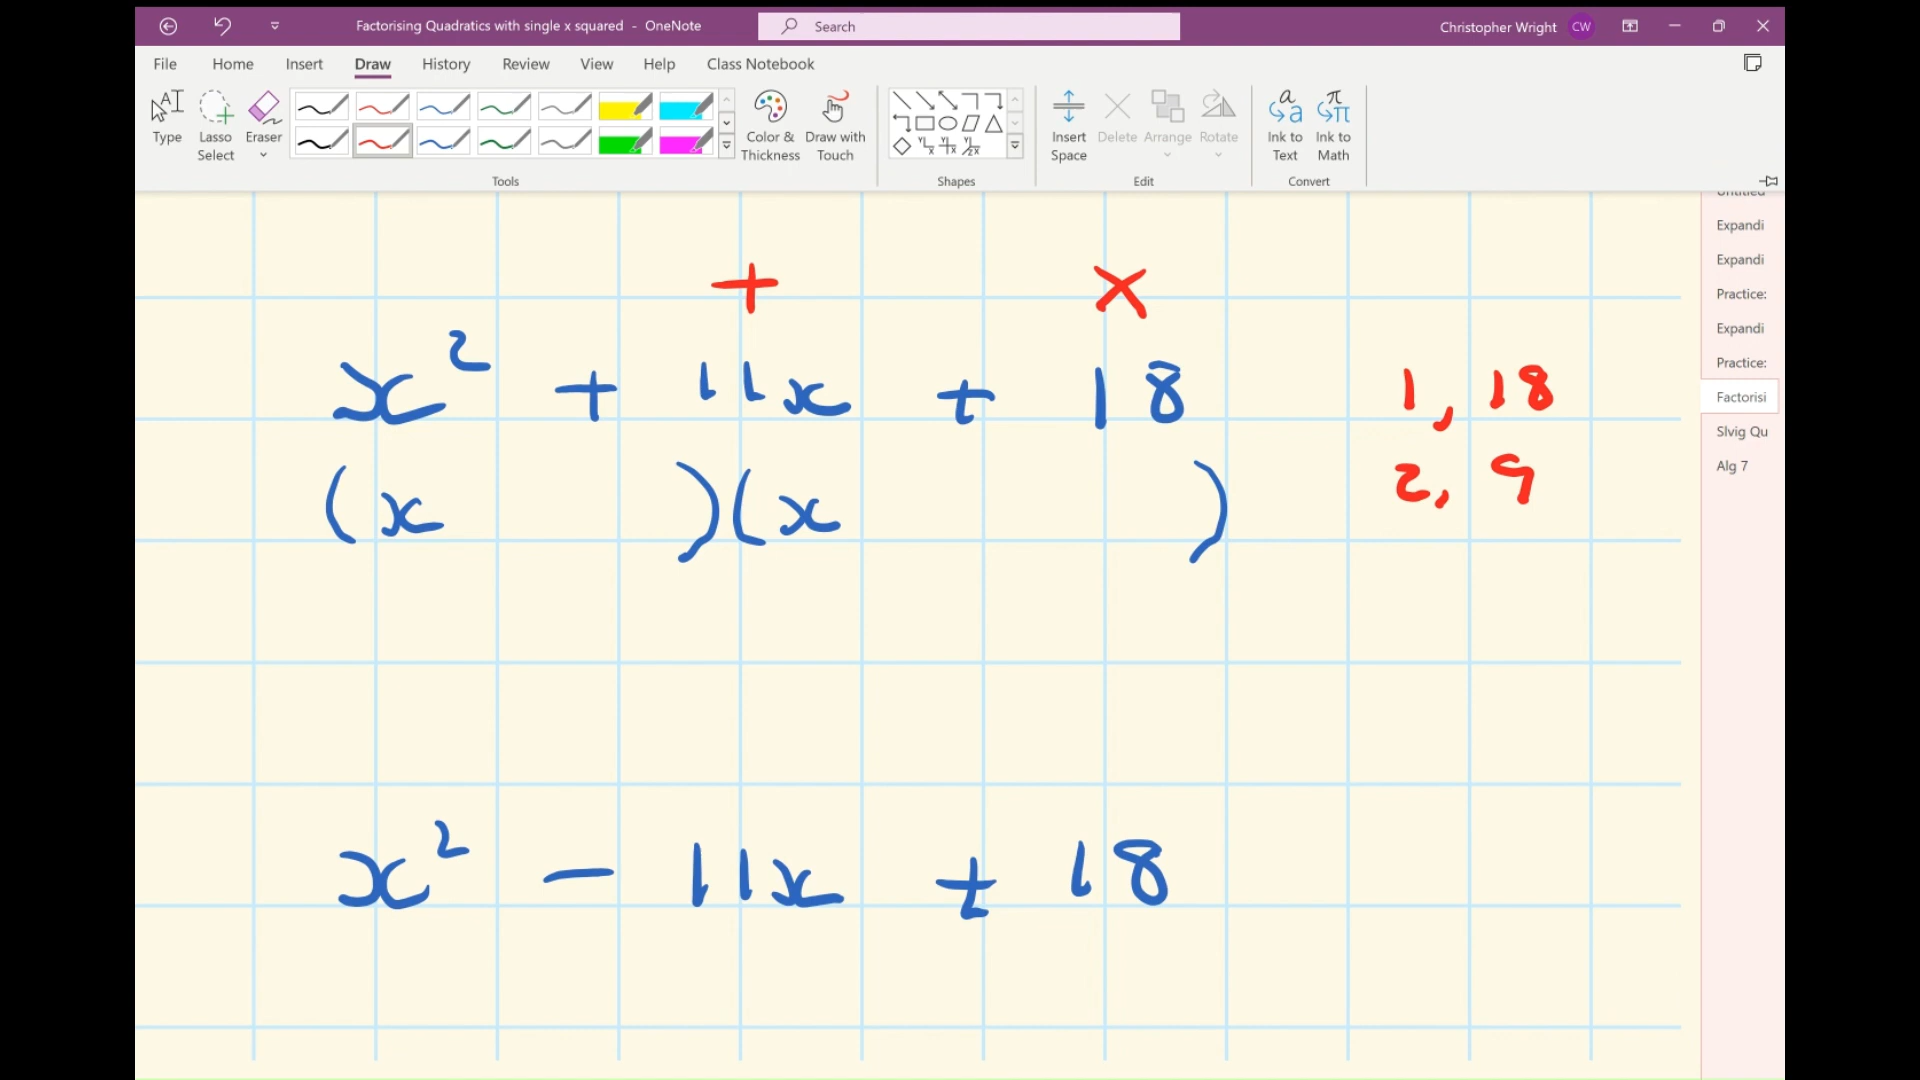 Factorising Quadratics with single x squared - OneNote
Search
Christopher Wright CW
File Home Insert Draw History Review View Help Class Notebook
Type
Lasso Select
Eraser
Color & Thickness
Draw with Touch
Insert Space
Delete
Arrange
Rotate
Ink to Text
Ink to Math
Tools
Shapes
Edit
Convert
Untitled
Expandi
Expandi
Practice:
Expandi
Practice:
Factorisi
Slvig Qu
Alg 7
+ ×
x² + 11x + 18 1, 18
(x )(x ) 2, 9
x² - 11x + 18